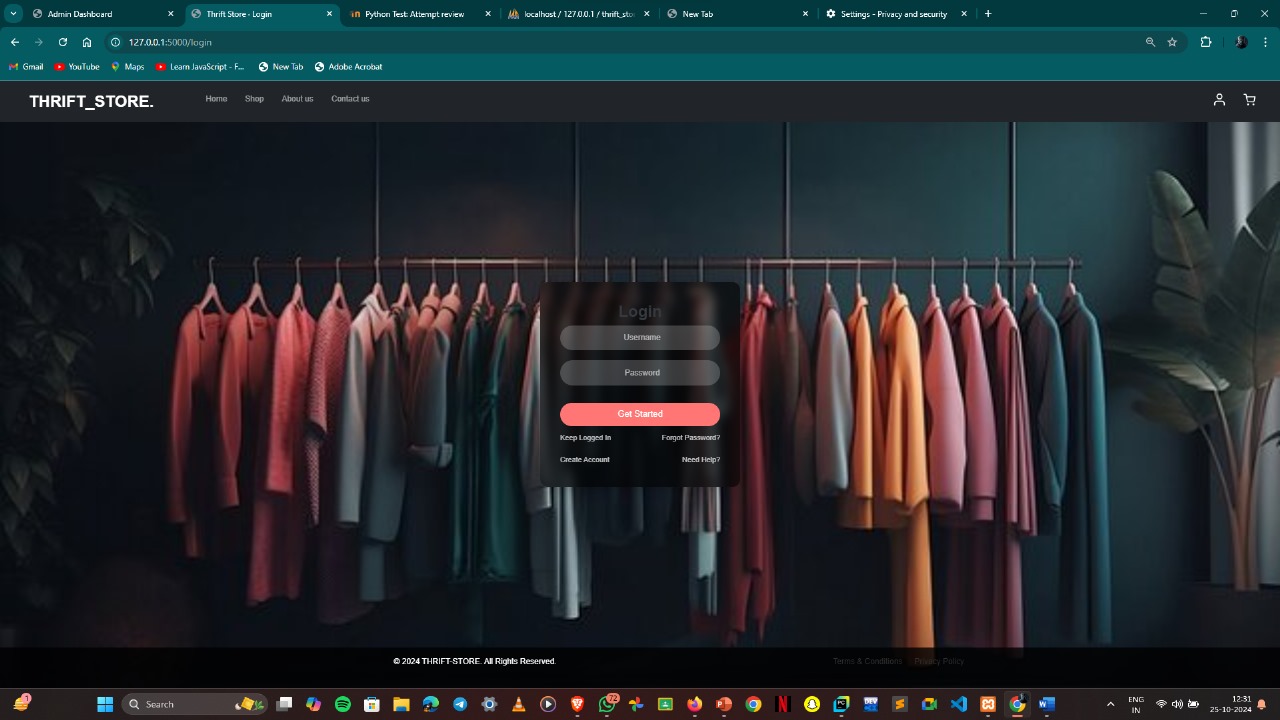 Admin Dashboard
Thrift Store - Login
Python Test: Attempt review
localhost / 127.0.0.1 / thrift_sto
New Tab
Settings - Privacy and security
127.0.0.1:5000/login
Gmail
YouTube
Maps
Learn JavaScript - F...
New Tab
Adobe Acrobat
THRIFT_STORE.
Home
Shop
About us
Contact us
Login
Username
Password
Get Started
Keep Logged In
Forgot Password?
Create Account
Need Help?
© 2024 THRIFT-STORE. All Rights Reserved.
Terms & Conditions
Privacy Policy
1
Search
72
PC
DEV
ENG
IN
12:31
25-10-2024